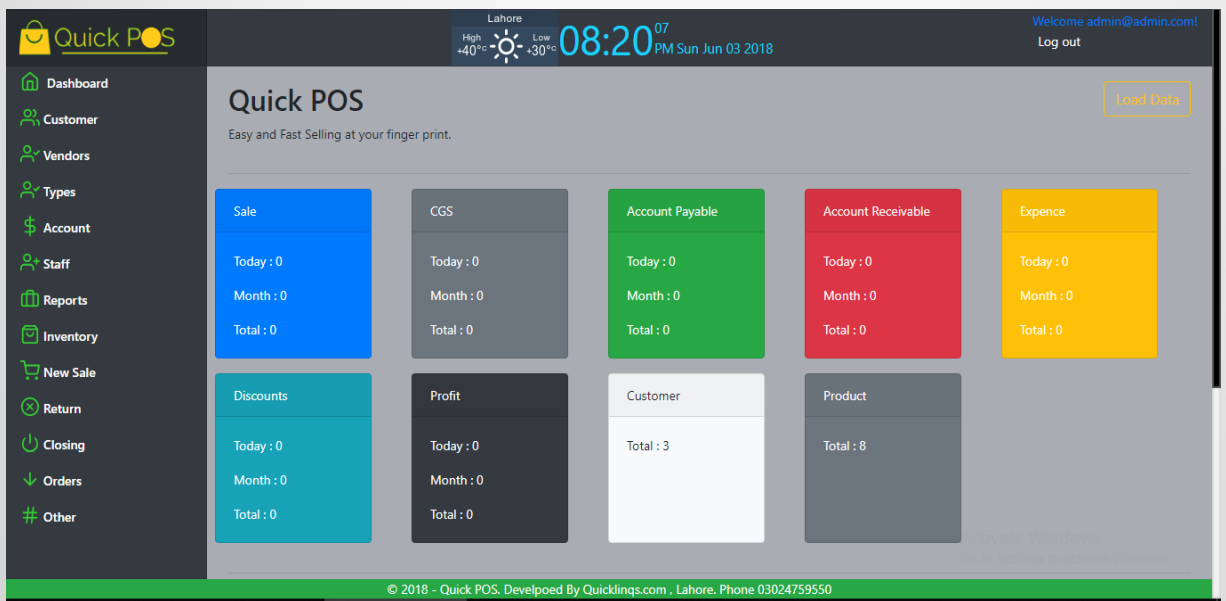 Quick POS
Lahore
High
+40°c
Low
+30°c
08:20
07
PM Sun Jun 03 2018
Welcome admin@admin.com!
Log out
Dashboard
Customer
Vendors
Types
Account
Staff
Reports
Inventory
New Sale
Return
Closing
Orders
Other
Quick POS
Load Data
Easy and Fast Selling at your finger print.
Sale
Today : 0
Month : 0
Total : 0
CGS
Today : 0
Month : 0
Total : 0
Account Payable
Today : 0
Month : 0
Total : 0
Account Receivable
Today : 0
Month : 0
Total : 0
Expence
Today : 0
Month : 0
Total : 0
Discounts
Today : 0
Month : 0
Total : 0
Profit
Today : 0
Month : 0
Total : 0
Customer
Total : 3
Product
Total : 8
Activate Windows
© 2018 - Quick POS. Develpoed By Quicklinqs.com , Lahore. Phone 03024759550